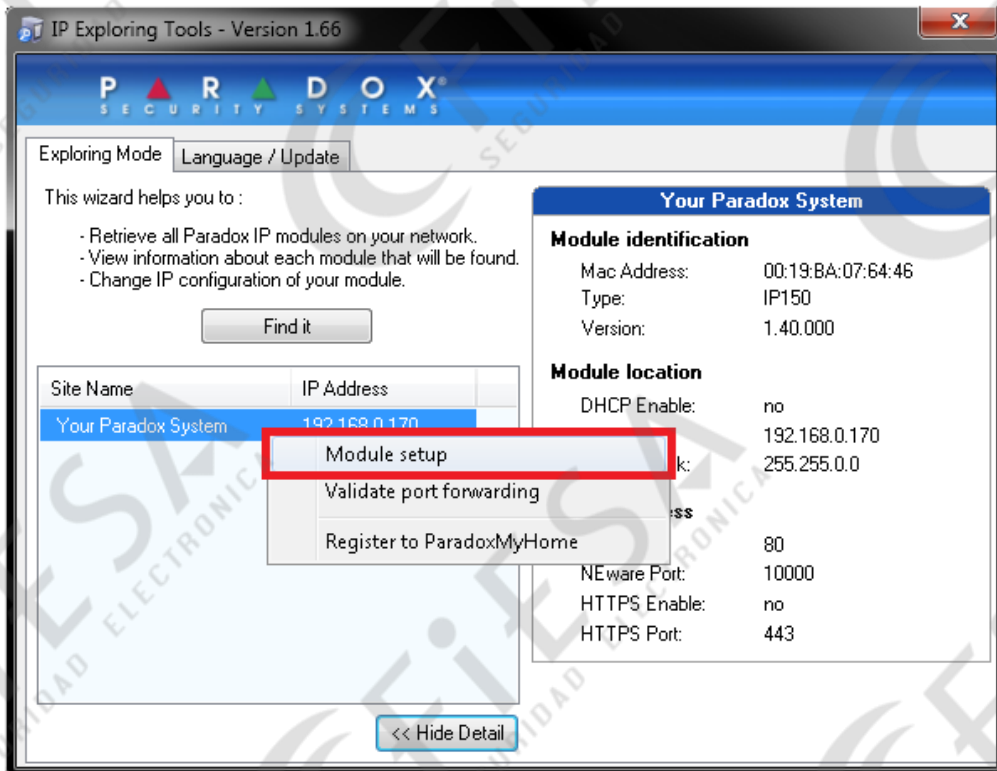 IP Exploring Tools - Version 1.66
PARADOX®
SECURITY SYSTEMS
Exploring Mode
Language / Update
This wizard helps you to :
- Retrieve all Paradox IP modules on your network.
- View information about each module that will be found.
- Change IP configuration of your module.
Find it
Site Name IP Address
Your Paradox System 192.168.0.170
Module setup
Validate port forwarding
Register to ParadoxMyHome
<< Hide Detail
Your Paradox System
Module identification
Mac Address: 00:19:BA:07:64:46
Type: IP150
Version: 1.40.000
Module location
DHCP Enable: no
192.168.0.170
255.255.0.0
80
NEware Port: 10000
HTTPS Enable: no
HTTPS Port: 443